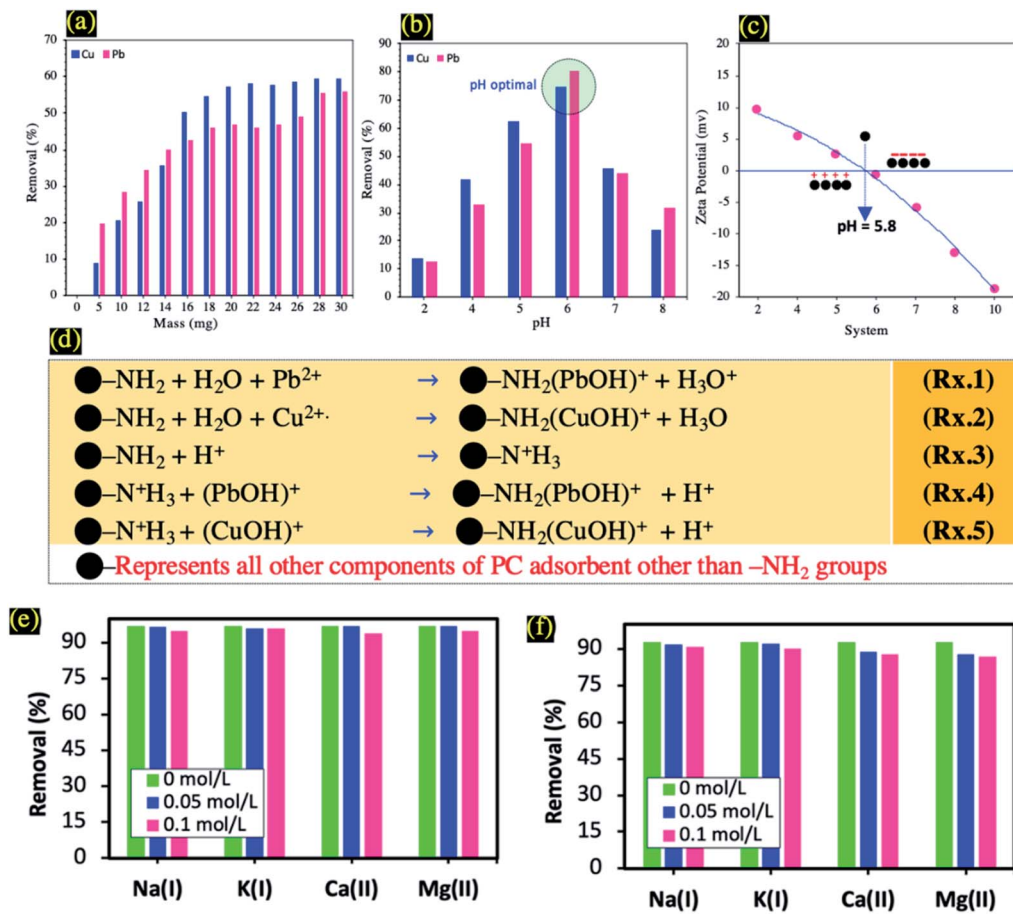 (a)
Cu Pb
70
60
50
40
30
20
10
0
Removal (%)
0 5 10 12 14 16 18 20 22 24 26 28 30
Mass (mg)
(b)
Cu Pb
pH optimal
90
80
70
60
50
40
30
20
10
0
Removal (%)
2 4 5 6 7 8
pH
(c)
20
15
10
5
0
-5
-10
-15
-20
Zeta Potential (mv)
+ + + +
pH = 5.8
2 4 5 6 7 8 10
System
(d)
–NH₂ + H₂O + Pb²⁺ → –NH₂(PbOH)⁺ + H₃O⁺ (Rx.1)
–NH₂ + H₂O + Cu²⁺· → –NH₂(CuOH)⁺ + H₃O (Rx.2)
–NH₂ + H⁺ → –N⁺H₃ (Rx.3)
–N⁺H₃ + (PbOH)⁺ → –NH₂(PbOH)⁺ + H⁺ (Rx.4)
–N⁺H₃ + (CuOH)⁺ → –NH₂(CuOH)⁺ + H⁺ (Rx.5)
–Represents all other components of PC adsorbent other than –NH₂ groups
(e)
90
75
60
45
30
15
0
Removal (%)
0 mol/L
0.05 mol/L
0.1 mol/L
Na(I) K(I) Ca(II) Mg(II)
(f)
90
75
60
45
30
15
0
Removal (%)
0 mol/L
0.05 mol/L
0.1 mol/L
Na(I) K(I) Ca(II) Mg(II)